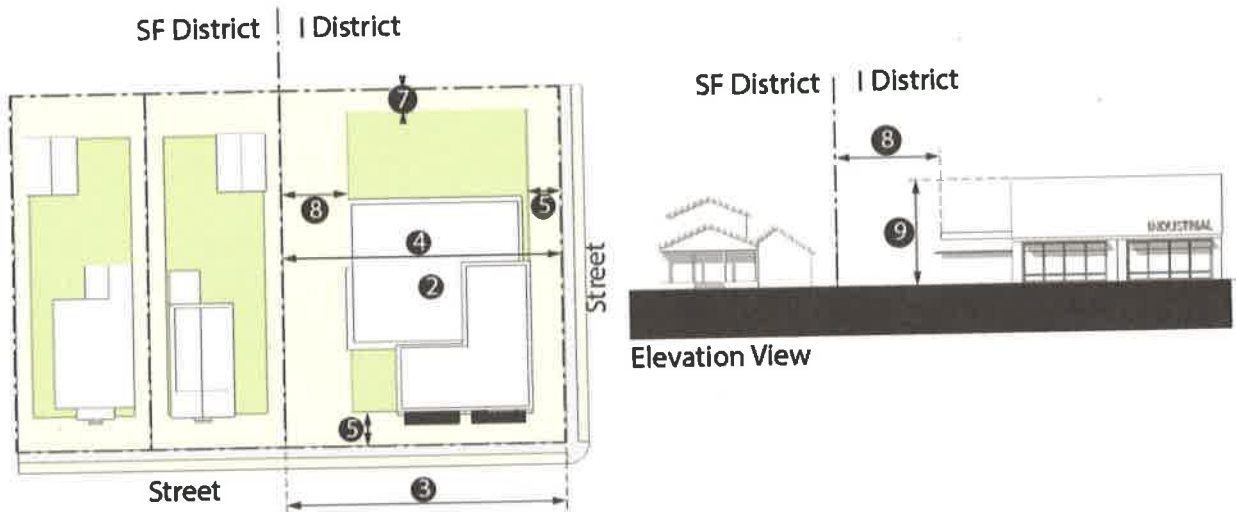 SF District
I District
7
8
5
4
2
5
Street
Street
3
SF District
I District
8
9
INDUSTRIAL
Elevation View